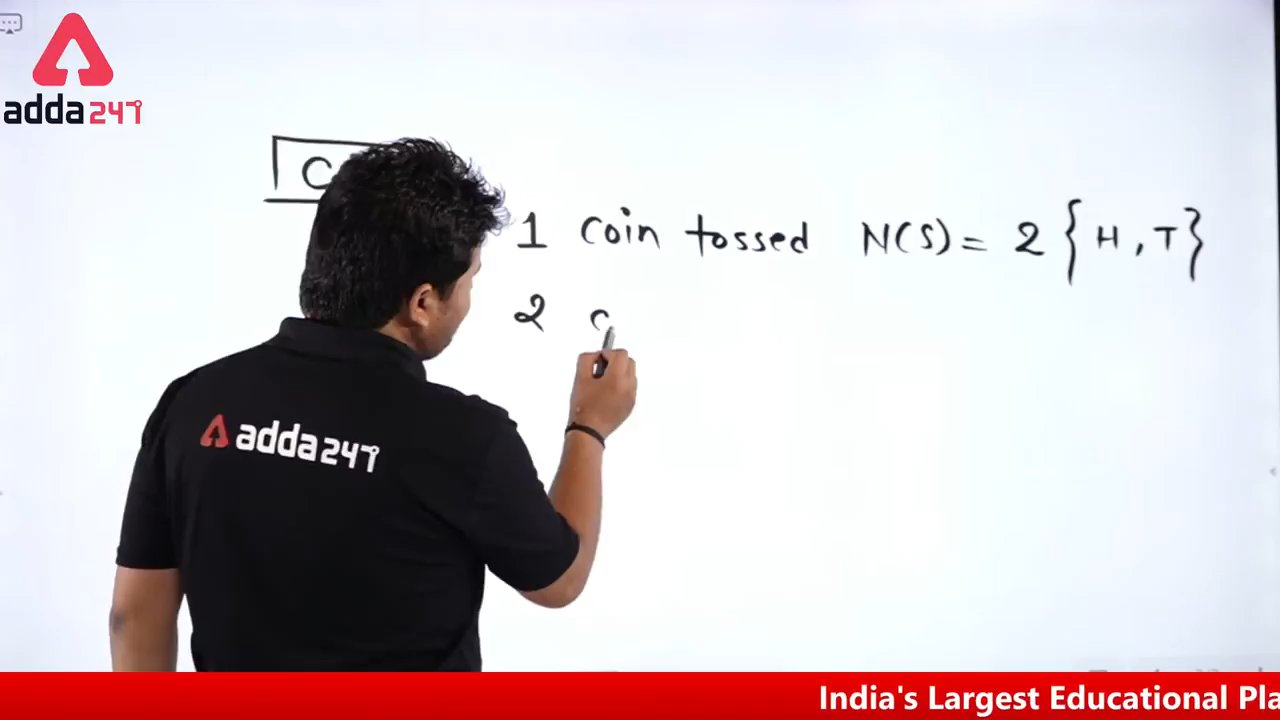 adda247
C
1 coin tossed N(S) = 2 {H, T}
2 c
adda247
India's Largest Educational Pla